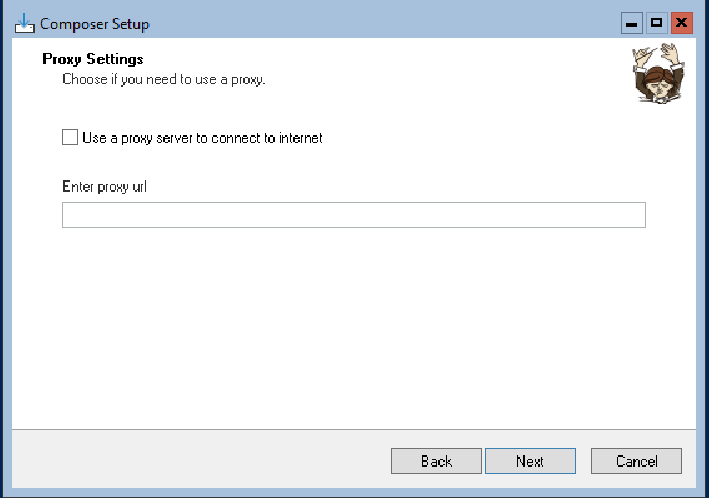 Composer Setup
Proxy Settings
Choose if you need to use a proxy.
Use a proxy server to connect to internet
Enter proxy url
Back
Next
Cancel